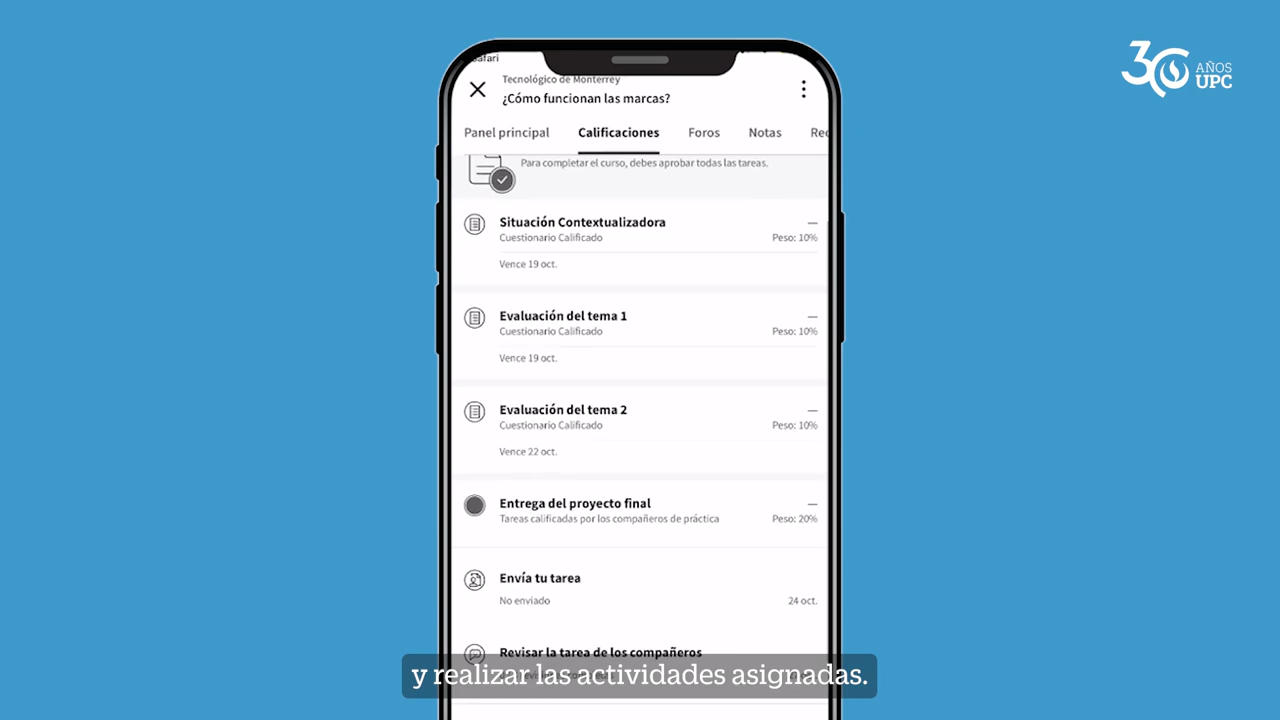 30 AÑOS
UPC
Safari
Tecnológico de Monterrey
¿Cómo funcionan las marcas?
Panel principal Calificaciones Foros Notas Rec
Para completar el curso, debes aprobar todas las tareas.
Situación Contextualizadora —
Cuestionario Calificado Peso: 10%
Vence 19 oct.
Evaluación del tema 1 —
Cuestionario Calificado Peso: 10%
Vence 19 oct.
Evaluación del tema 2 —
Cuestionario Calificado Peso: 10%
Vence 22 oct.
Entrega del proyecto final —
Tareas calificadas por los compañeros de práctica Peso: 20%
Envía tu tarea
No enviado 24 oct.
Revisar la tarea de los compañeros
y realizar las actividades asignadas.